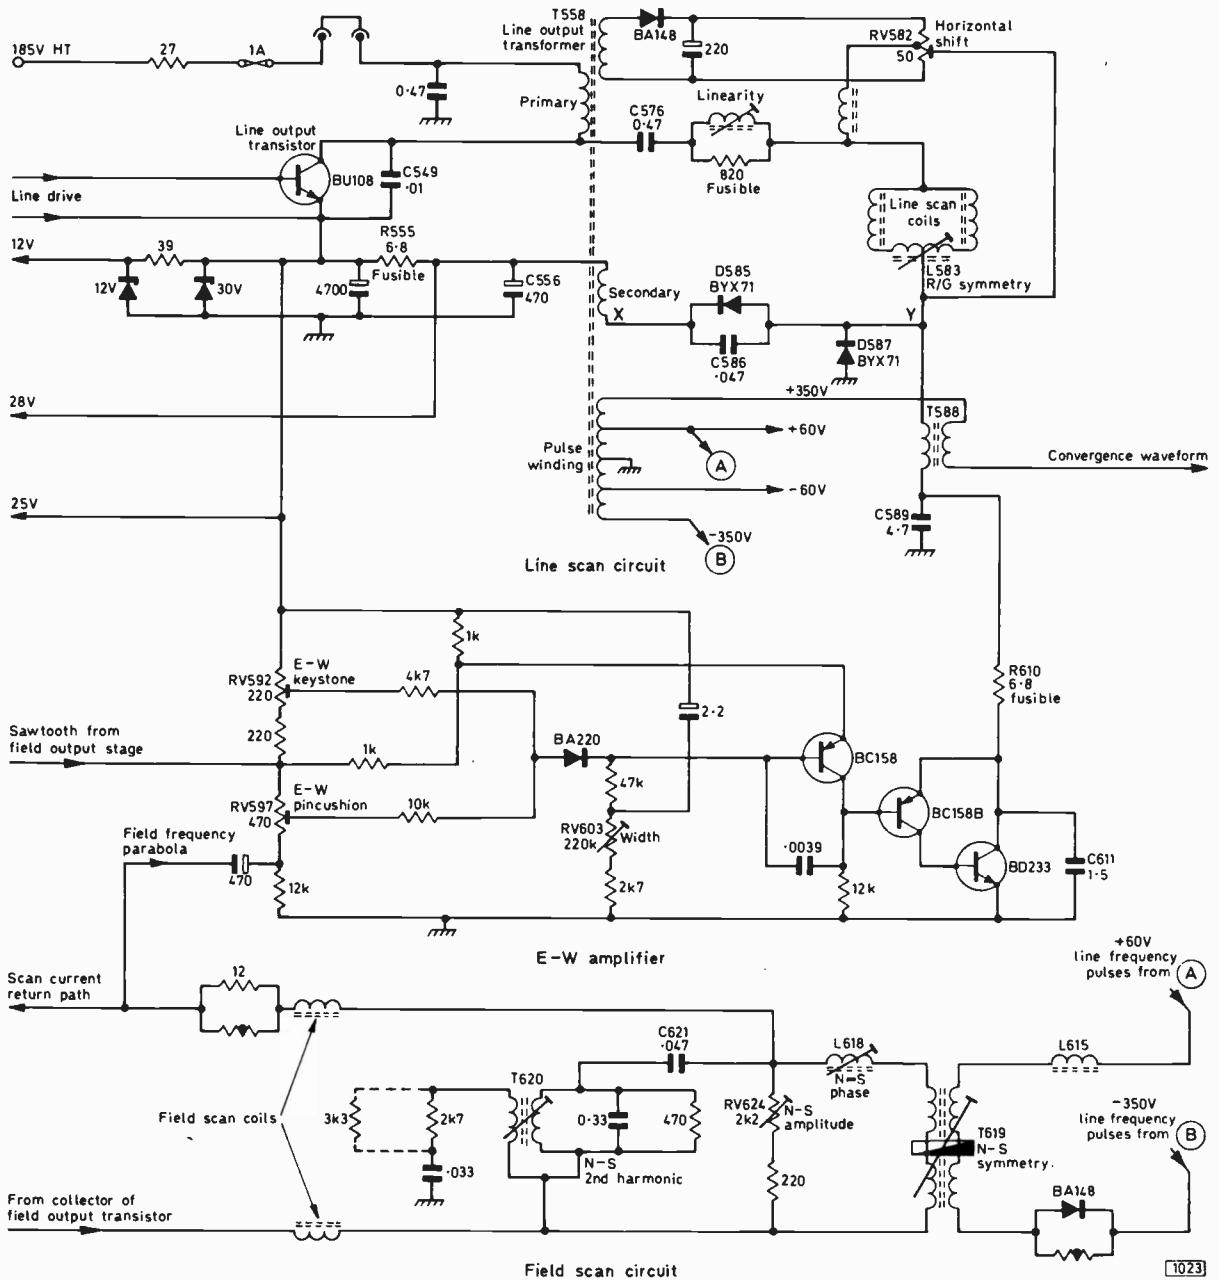 T558
Line output
transformer
BA148
220
RV582
50
Horizontal
shift
185V HT
27
1A
0·47
Primary
C576
0·47
Linearity
820
Fusible
Line output
transistor
BU108
C549
·01
Line drive
Line scan
coils
L583
R/G symmetry
12V
39
R555
6·8
Fusible
12V
30V
4700
C556
470
Secondary
X
D585
BYX71
C586
·047
Y
D587
BYX71
28V
+350V
T588
+60V
A
Pulse
winding
Convergence waveform
-60V
25V
-350V
B
C589
4·7
Line scan circuit
1k
RV592
220
E-W
keystone
4k7
2·2
R610
6·8
fusible
220
Sawtooth from
field output stage
1k
BA220
BC158
RV597
470
E-W
pincushion
10k
47k
RV603
220k
Width
BC158B
Field frequency
parabola
470
12k
2k7
·0039
12k
BD233
C611
1·5
E-W amplifier
+60V
line frequency
pulses from
A
Scan current
return path
12
C621
·047
L618
N-S
phase
L615
T620
3k3
2k7
0·33
470
RV624
2k2
N-S
amplitude
-350V
line frequency
pulses from
B
Field scan coils
·033
N-S
2nd harmonic
220
T619
N-S
symmetry.
BA148
From collector of
field output transistor
Field scan circuit
1023